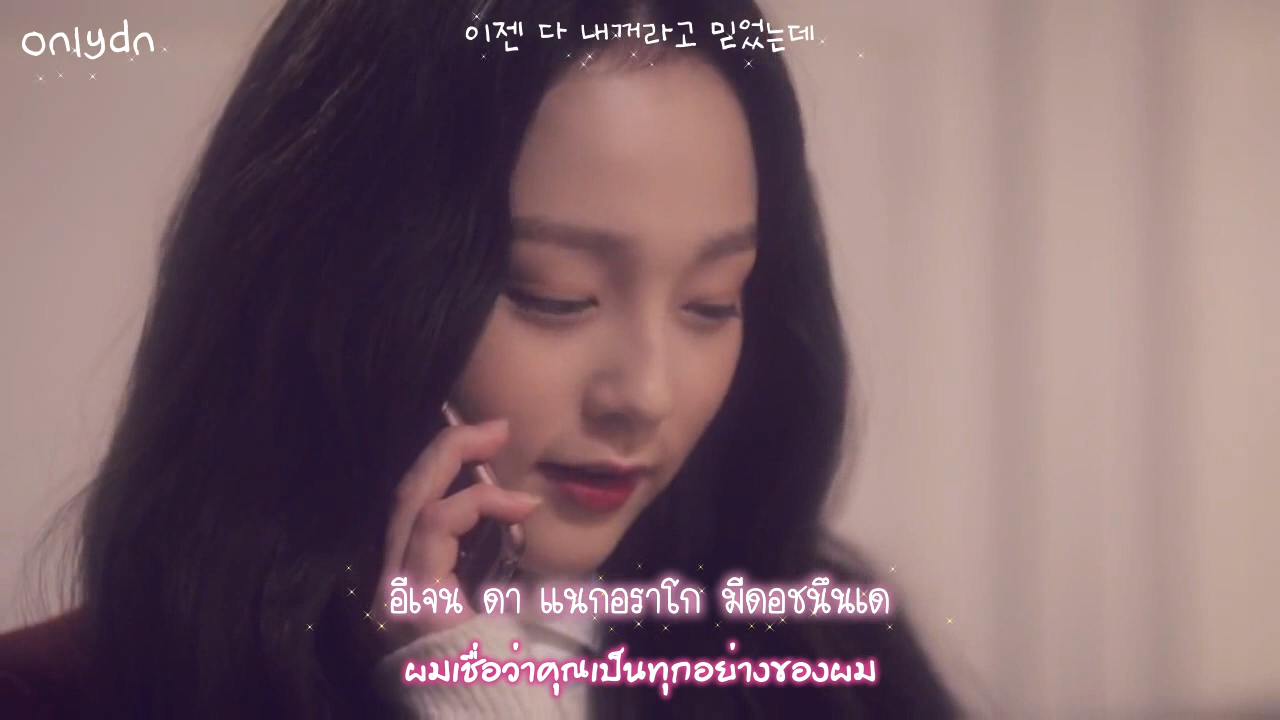 onlydn
이젠 다 내꺼라고 믿었는데
อีเจน ดา แนกอราโก มีดอชนึนเด
ผมเชื่อว่าคุณเป็นทุกอย่างของผม